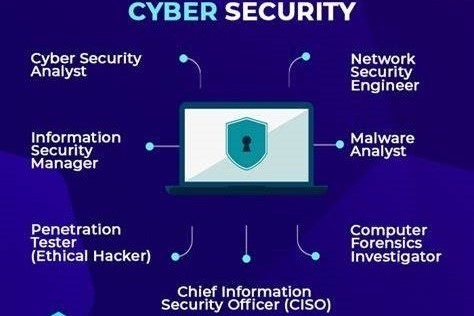 CYBER SECURITY
Cyber Security
Analyst
Network
Security
Engineer
Information
Security
Manager
Malware
Analyst
Penetration
Tester
(Ethical Hacker)
Computer
Forensics
Investigator
Chief Information
Security Officer (CISO)